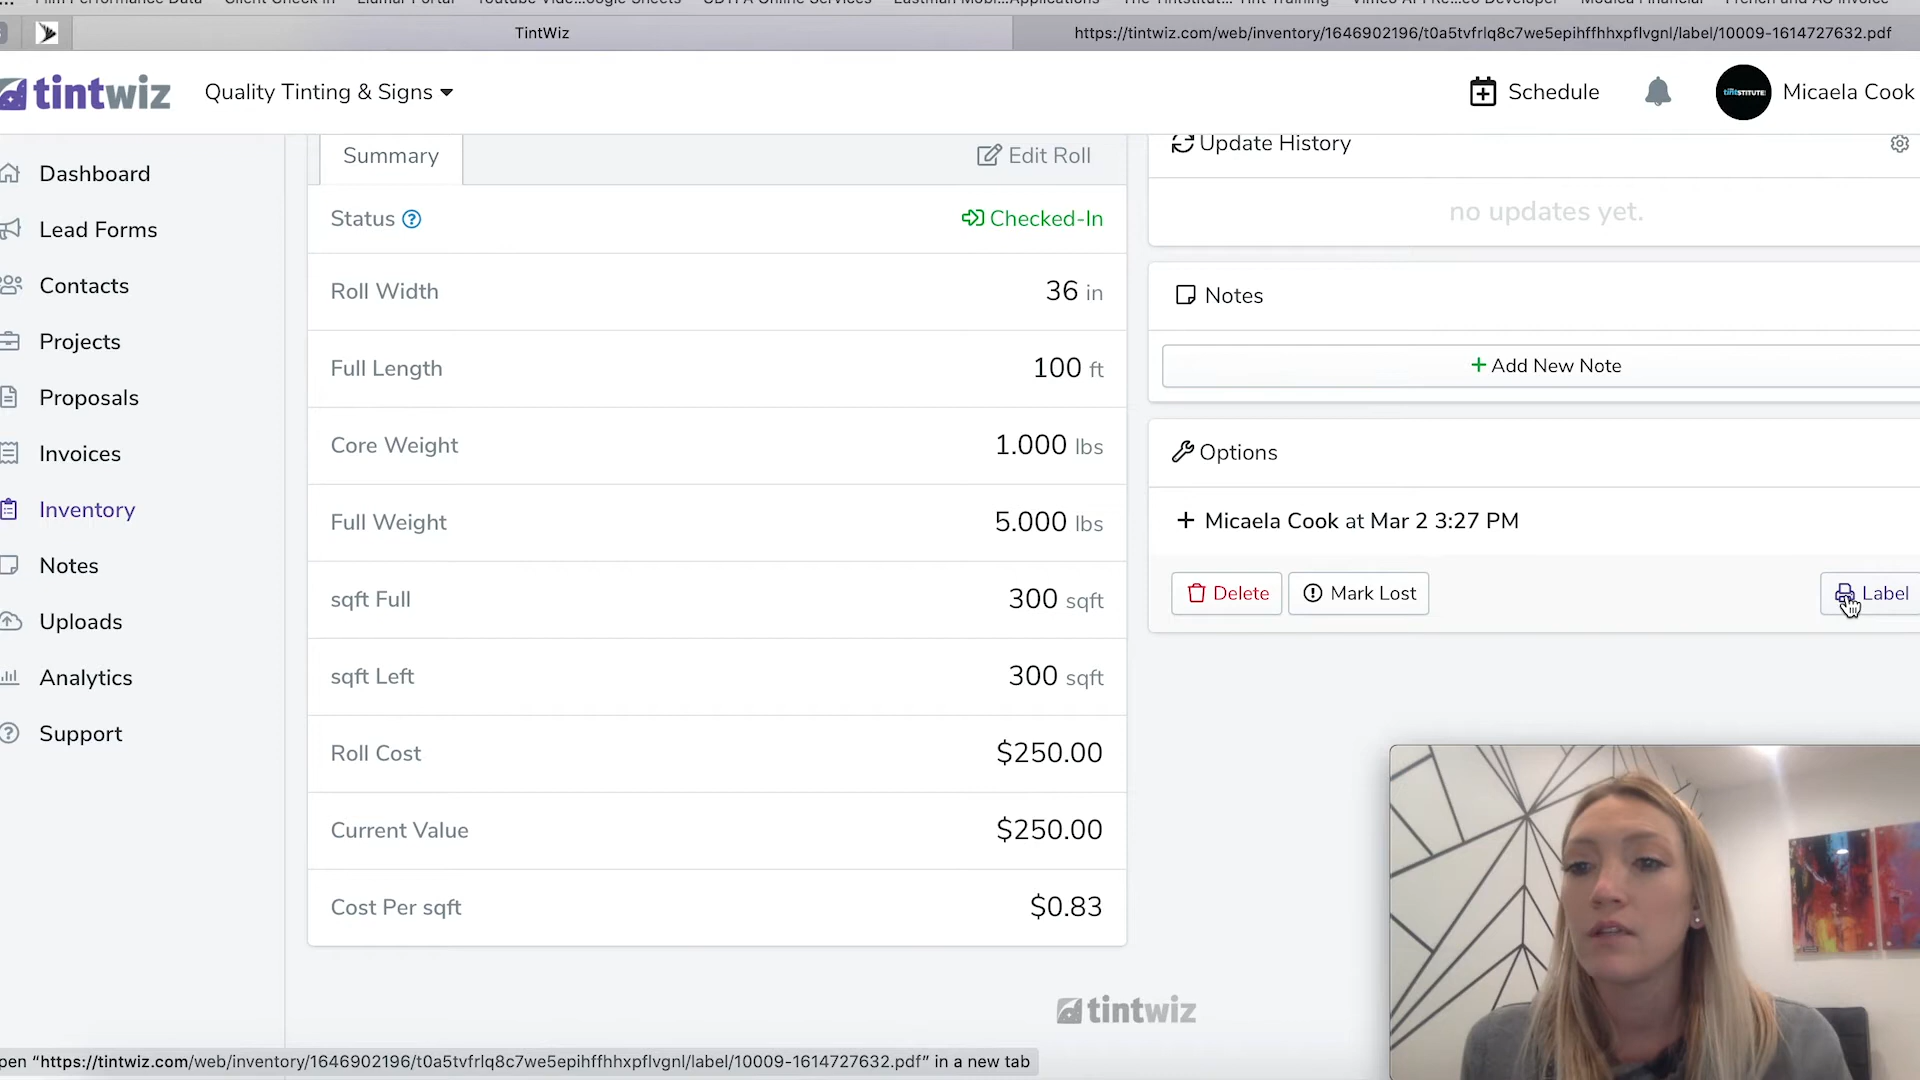 TintWiz
https://tintwiz.com/web/inventory/1646902196/t0a5tvfrlq8c7we5epihffhhxpflvgnl/label/10009-1614727632.pdf
tintwiz
Quality Tinting & Signs
Schedule
tintSTITUTE
Micaela Cook
Dashboard
Lead Forms
Contacts
Projects
Proposals
Invoices
Inventory
Notes
Uploads
Analytics
Support
Summary
Edit Roll
Status
Checked-In
Roll Width
36 in
Full Length
100 ft
Core Weight
1.000 lbs
Full Weight
5.000 lbs
sqft Full
300 sqft
sqft Left
300 sqft
Roll Cost
$250.00
Current Value
$250.00
Cost Per sqft
$0.83
Update History
no updates yet.
Notes
+ Add New Note
Options
+ Micaela Cook at Mar 2 3:27 PM
Delete
Mark Lost
Label
tintwiz
pen “https://tintwiz.com/web/inventory/1646902196/t0a5tvfrlq8c7we5epihffhhxpflvgnl/label/10009-1614727632.pdf” in a new tab